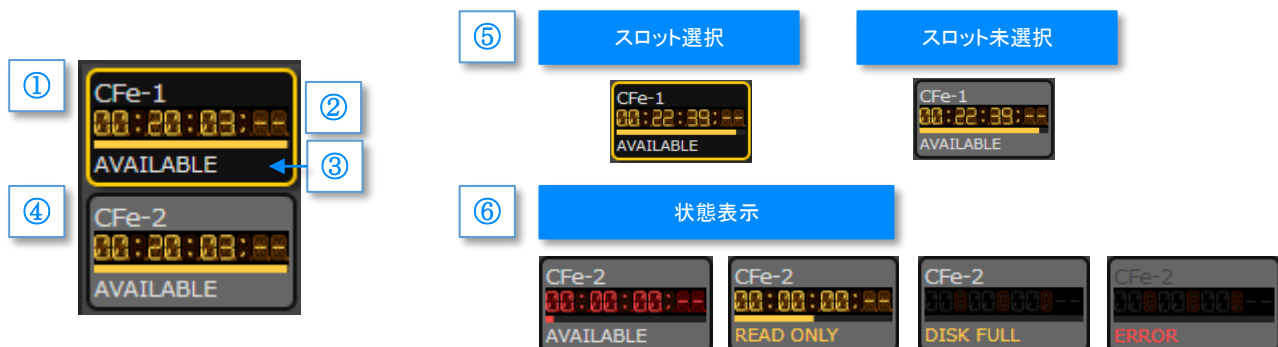 ①
CFe-1
00:20:03;--
②
AVAILABLE
③
④
CFe-2
00:20:03;--
AVAILABLE
⑤
スロット選択
スロット未選択
CFe-1
00:22:39;--
AVAILABLE
CFe-1
00:22:39;--
AVAILABLE
⑥
状態表示
CFe-2
00:00:00;--
AVAILABLE
CFe-2
00:00:00;--
READ ONLY
CFe-2
DISK FULL
CFe-2
ERROR